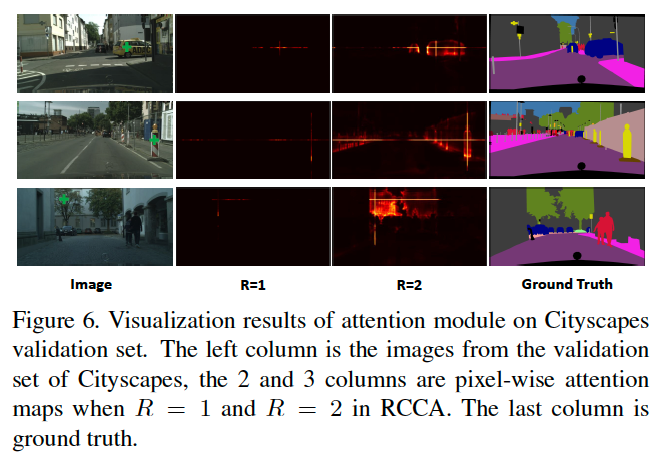 Image R=1 R=2 Ground Truth
Figure 6. Visualization results of attention module on Cityscapes
validation set. The left column is the images from the validation
set of Cityscapes, the 2 and 3 columns are pixel-wise attention
maps when R = 1 and R = 2 in RCCA. The last column is
ground truth.